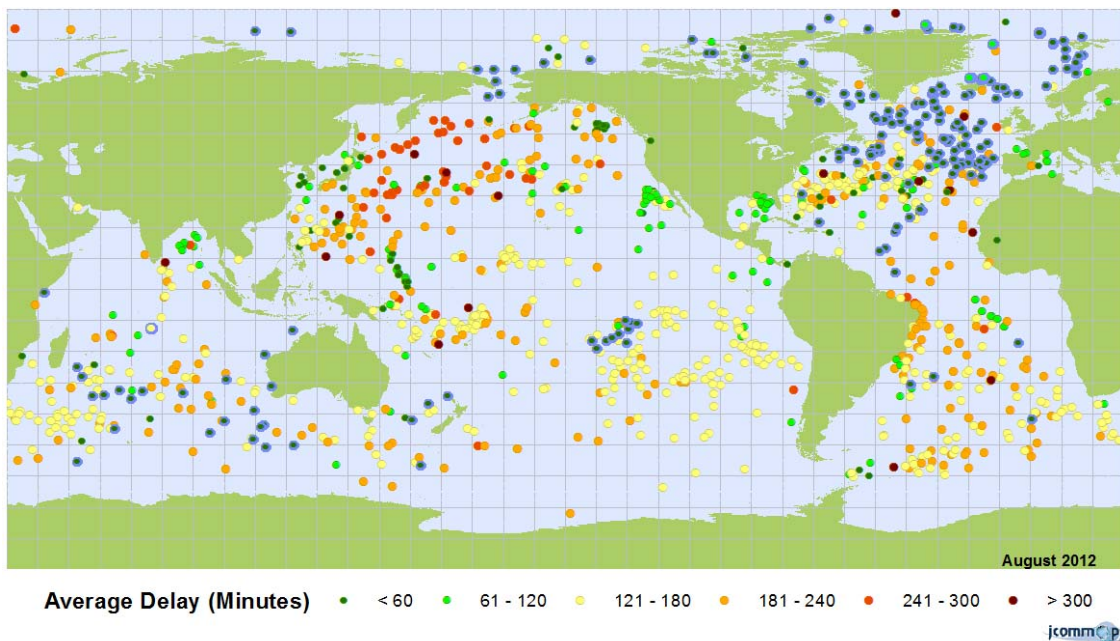 August 2012
Average Delay (Minutes) < 60 61 - 120 121 - 180 181 - 240 241 - 300 > 300
jcommop